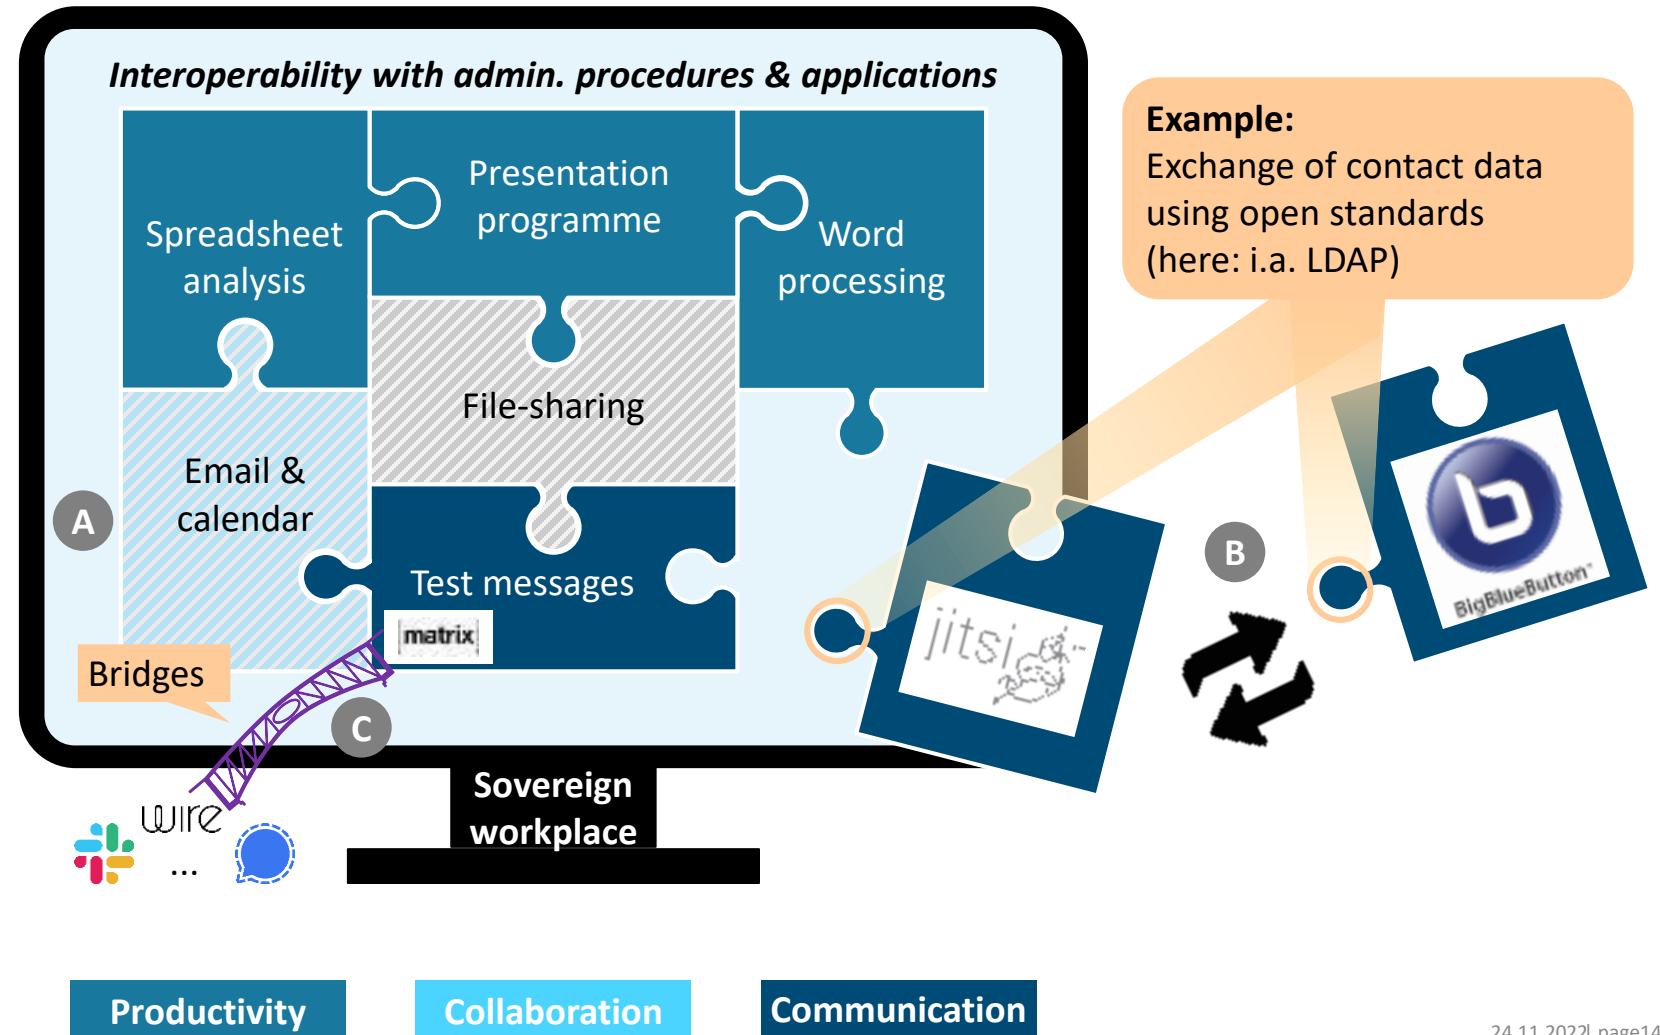 Interoperability with admin. procedures & applications
Example:
Exchange of contact data
using open standards
(here: i.a. LDAP)
Presentation
programme
Spreadsheet
analysis
Word
processing
File-sharing
Email &
calendar
A
Test messages
matrix
B
jitsi
BigBlueButton™
Bridges
C
Sovereign
workplace
wire
...
Productivity
Collaboration
Communication
24.11.2022| page14